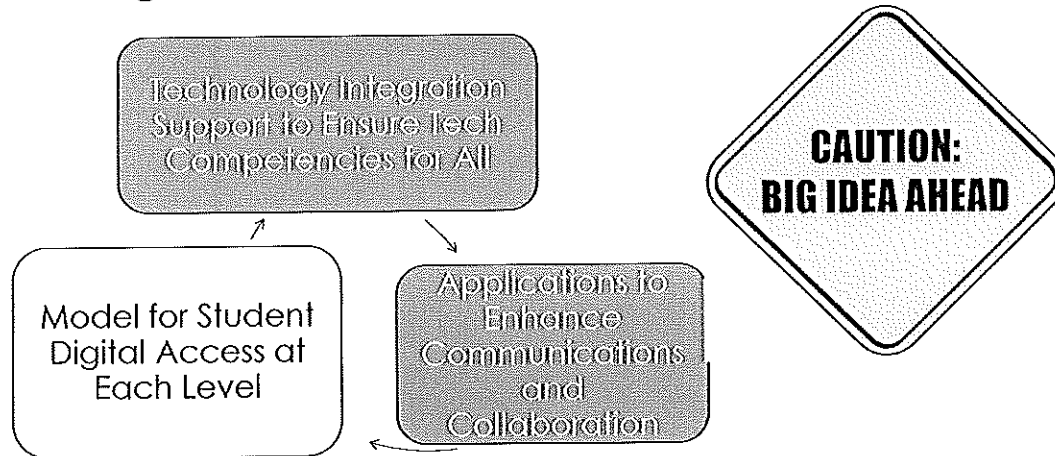 Technology Integration
Support to Ensure Tech
Competencies for All
CAUTION:
BIG IDEA AHEAD
Model for Student
Digital Access at
Each Level
Applications to
Enhance
Communications
and
Collaboration